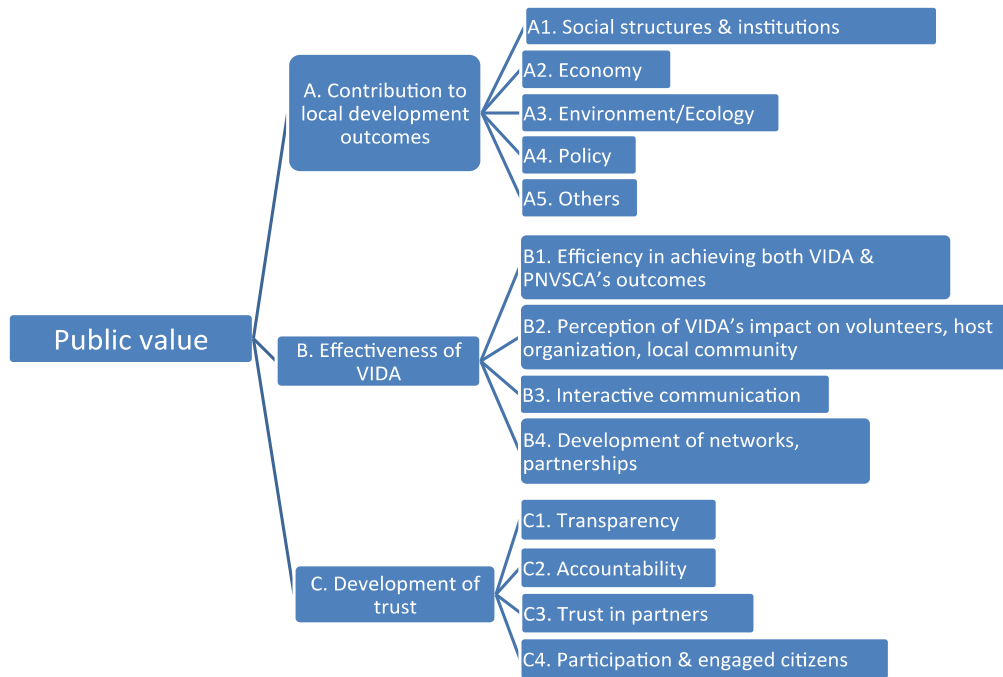 Public value
A. Contribution to
local development
outcomes
A1. Social structures & institutions
A2. Economy
A3. Environment/Ecology
A4. Policy
A5. Others
B. Effectiveness of
VIDA
B1. Efficiency in achieving both VIDA &
PNVSCA’s outcomes
B2. Perception of VIDA’s impact on volunteers, host
organization, local community
B3. Interactive communication
B4. Development of networks,
partnerships
C. Development of
trust
C1. Transparency
C2. Accountability
C3. Trust in partners
C4. Participation & engaged citizens